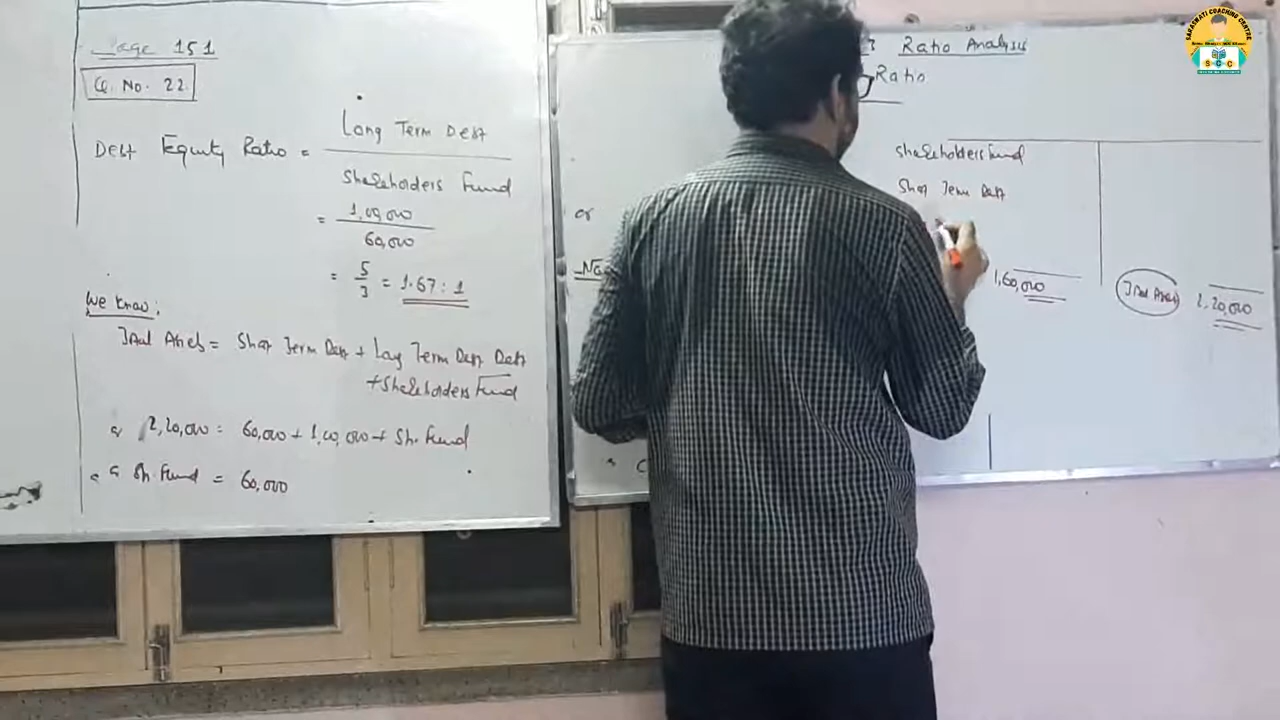 Page 151
Q. No. 22.
Debt Equity Ratio = Long Term Debt
Shareholders Fund
= 1,00,000
60,000
= 5/3 = 1.67 : 1
We know:
Total Assets = Short Term Debt + Long Term Debt Debt
+ Shareholders Fund
2,20,000 = 60,000 + 1,00,000 + Sh. Fund
Sh. Fund = 60,000
or
Ratio Analysis
Ratio
Shareholders Fund
Short Term Debt
1,60,000
Total Assets
2,20,000
SARASWATI COACHING CENTRE
S C C